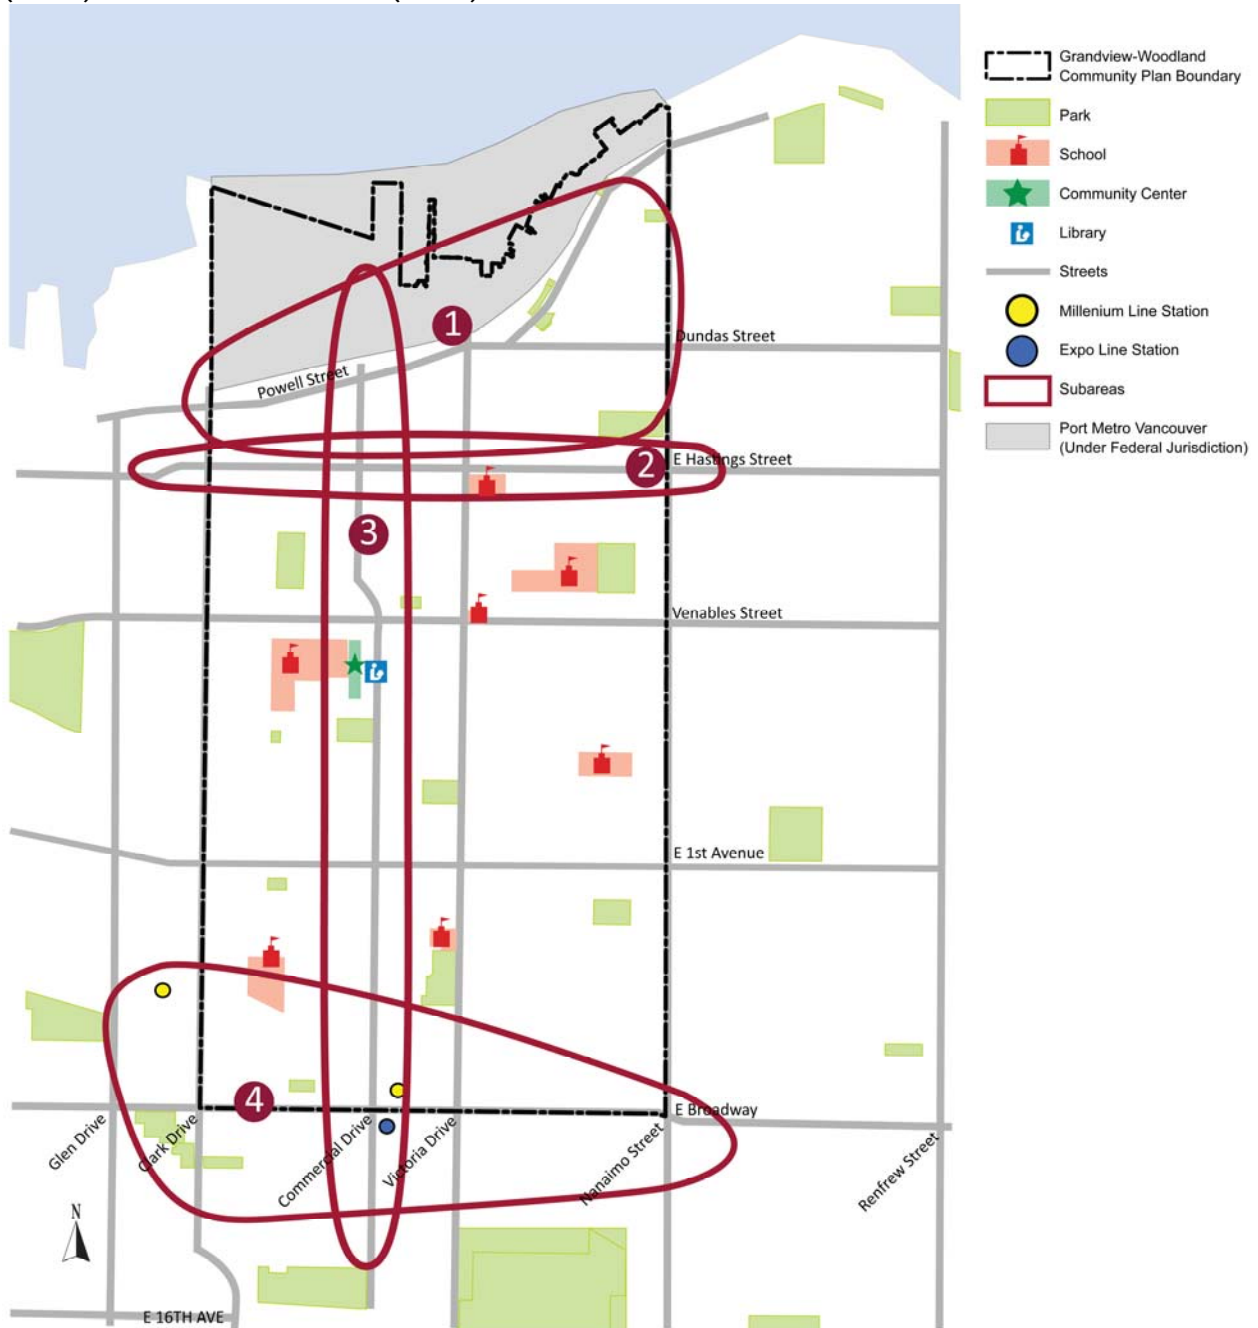 Grandview-Woodland
Community Plan Boundary
Park
School
Community Center
Library
Streets
Millenium Line Station
Expo Line Station
Subareas
Port Metro Vancouver
(Under Federal Jurisdiction)
1
Dundas Street
Powell Street
2
E Hastings Street
3
Venables Street
E 1st Avenue
4
E Broadway
Glen Drive
Clark Drive
Commercial Drive
Victoria Drive
Nanaimo Street
Renfrew Street
N
E 16TH AVE